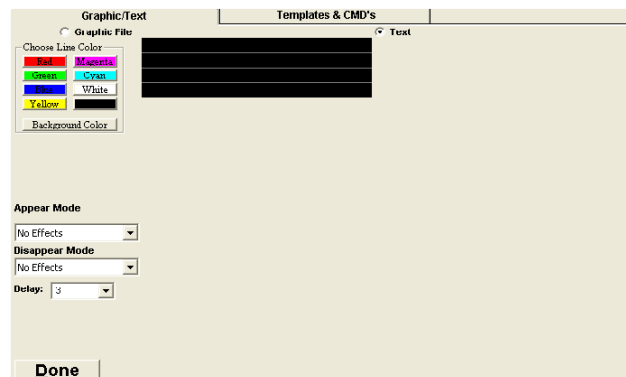 Graphic/Text Templates & CMD's
Graphic File Text
Choose Line Color
Red Magenta
Green Cyan
Blue White
Yellow
Background Color
Appear Mode
No Effects
Disappear Mode
No Effects
Delay: 3
Done